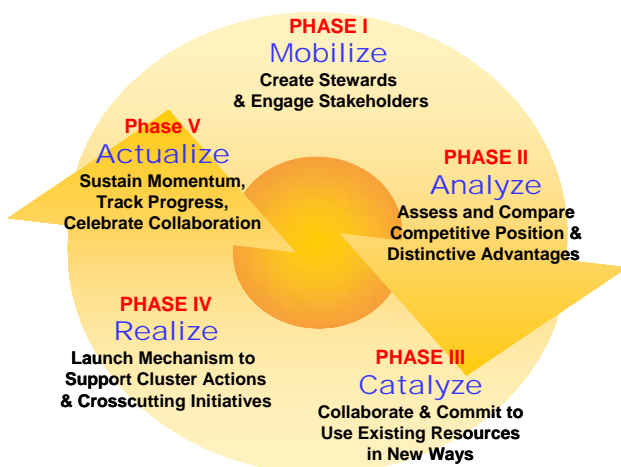 PHASE I
Mobilize
Create Stewards
& Engage Stakeholders
PHASE II
Analyze
Assess and Compare
Competitive Position &
Distinctive Advantages
PHASE III
Catalyze
Collaborate & Commit to
Use Existing Resources
in New Ways
PHASE IV
Realize
Launch Mechanism to
Support Cluster Actions
& Crosscutting Initiatives
Phase V
Actualize
Sustain Momentum,
Track Progress,
Celebrate Collaboration